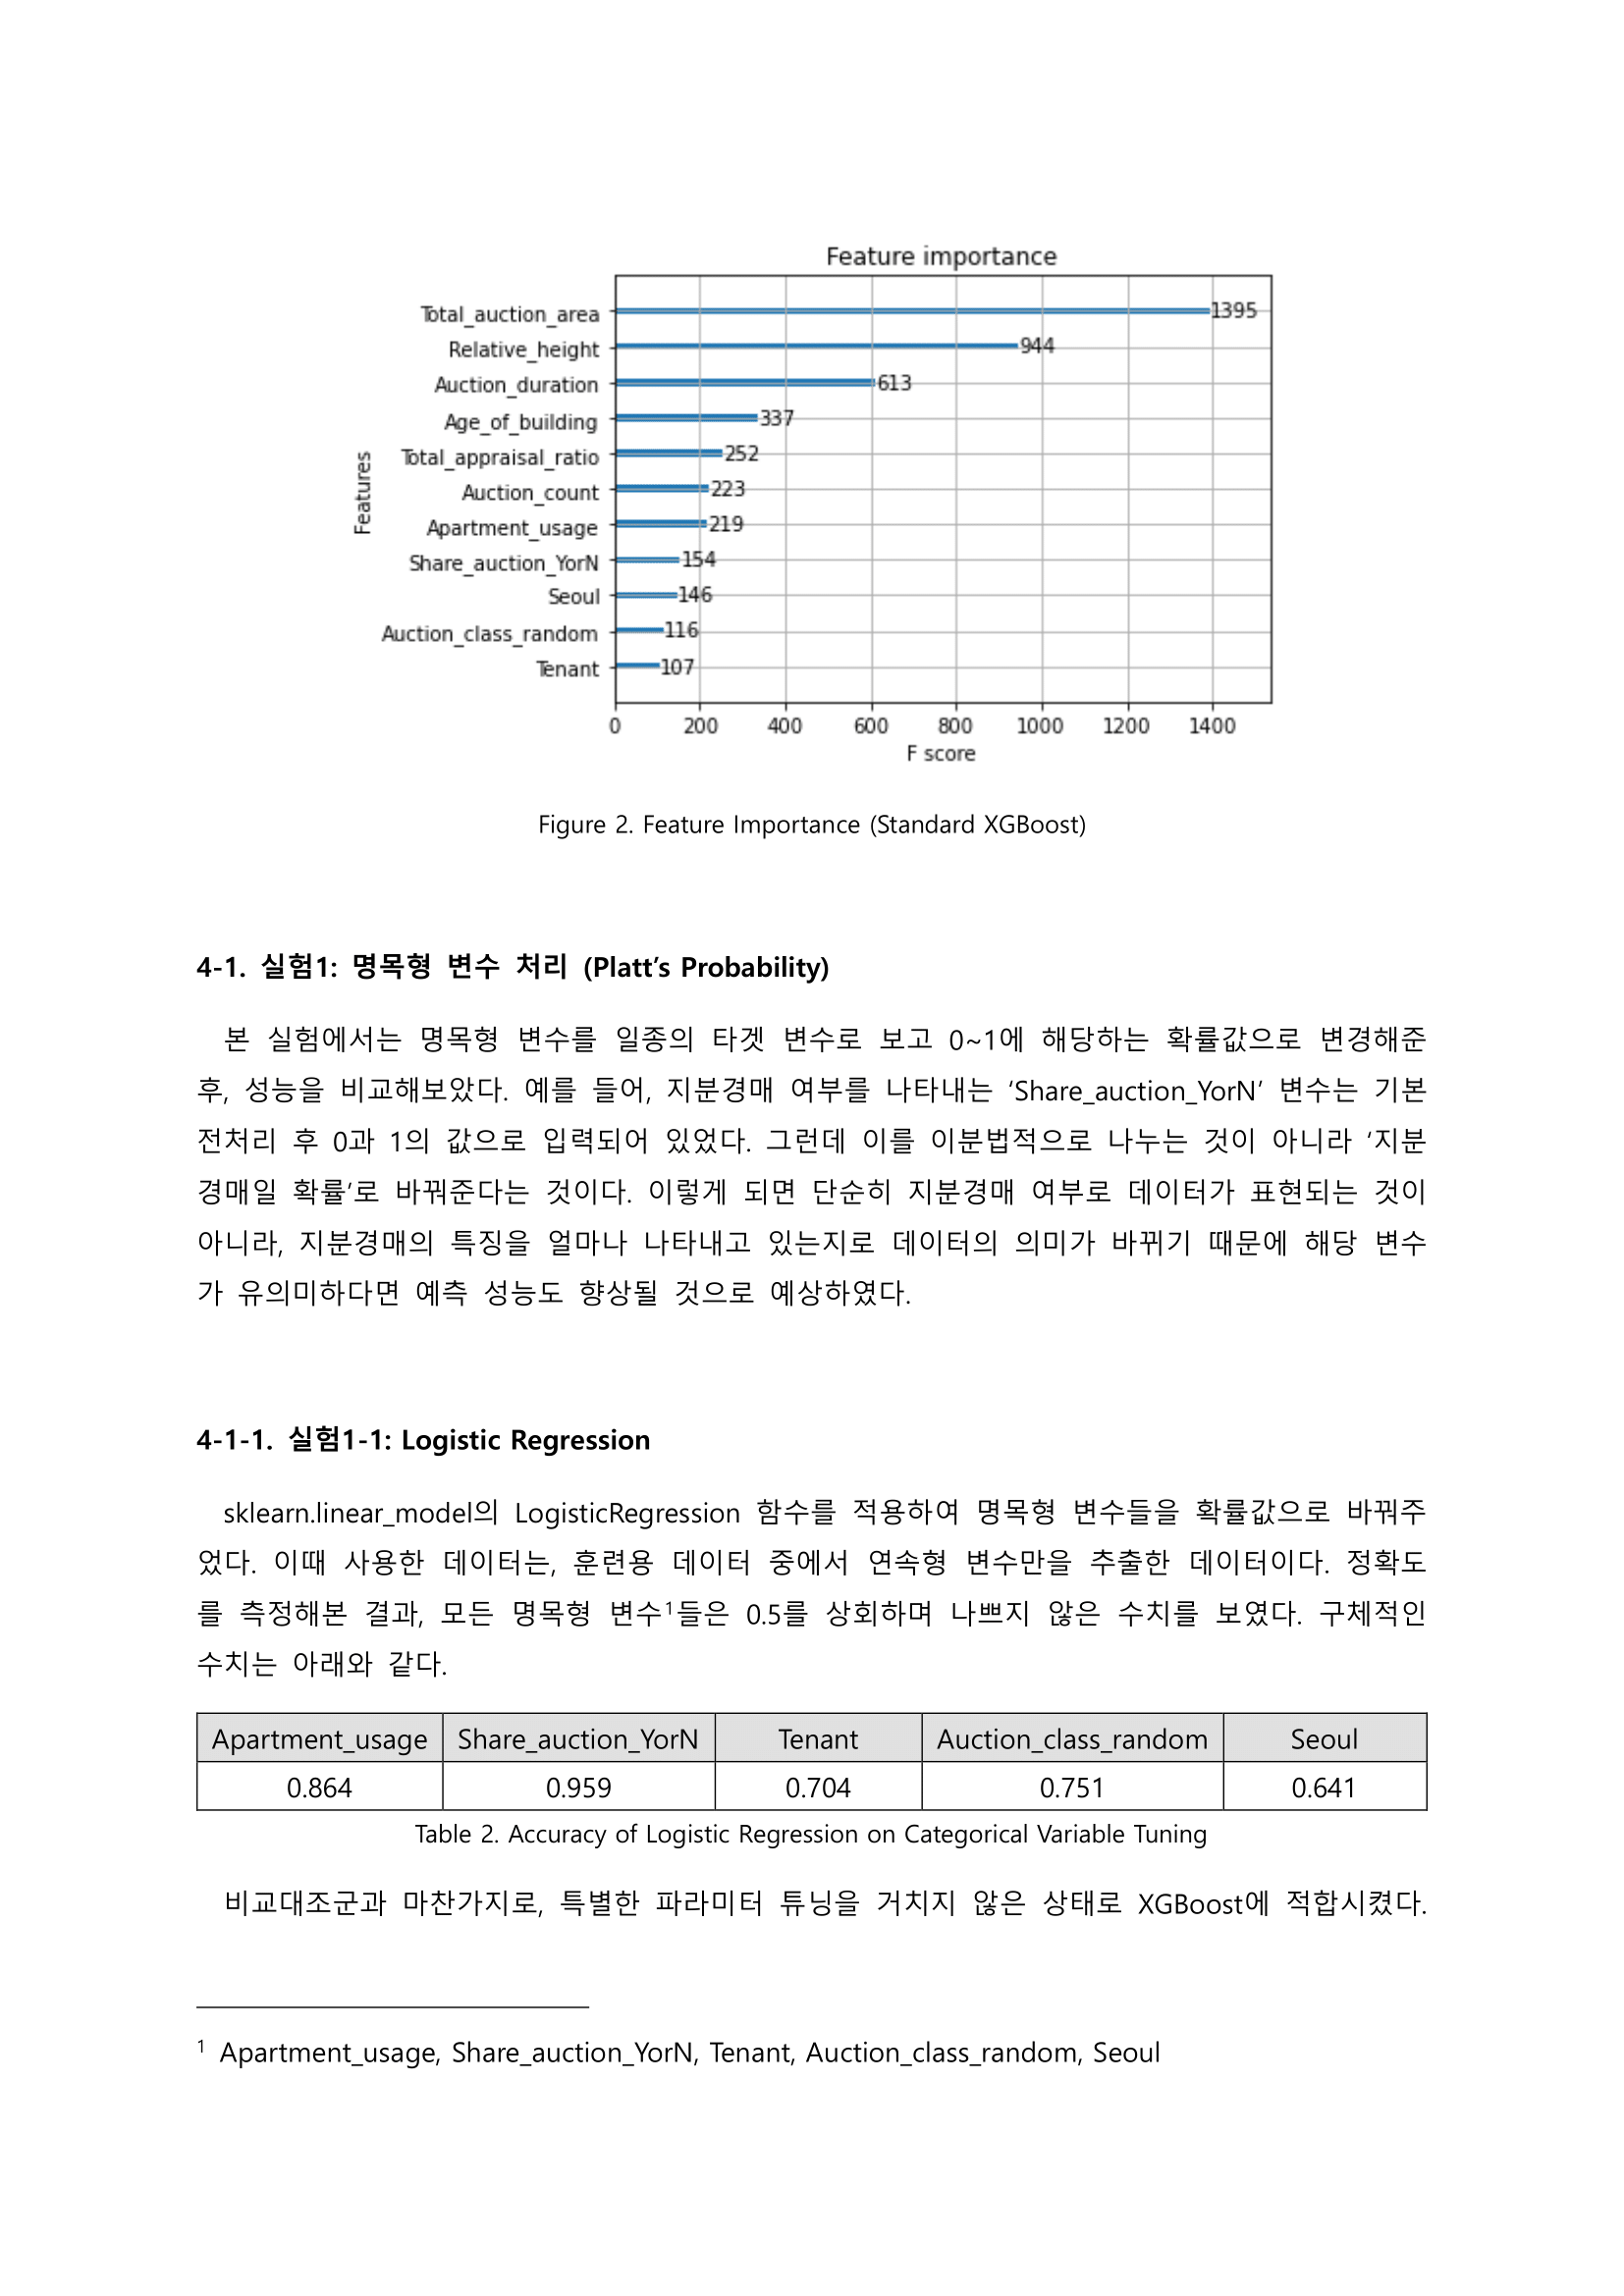 Feature importance
Total_auction_area 1395
Relative_height 944
Auction_duration 613
Age_of_building 337
Total_appraisal_ratio 252
Auction_count 223
Apartment_usage 219
Share_auction_YorN 154
Seoul 146
Auction_class_random 116
Tenant 107
Features
0 200 400 600 800 1000 1200 1400
F score
Figure 2. Feature Importance (Standard XGBoost)
4-1. 실험1: 명목형 변수 처리 (Platt’s Probability)
본 실험에서는 명목형 변수를 일종의 타겟 변수로 보고 0~1에 해당하는 확률값으로 변경해준
후, 성능을 비교해보았다. 예를 들어, 지분경매 여부를 나타내는 ‘Share_auction_YorN’ 변수는 기본
전처리 후 0과 1의 값으로 입력되어 있었다. 그런데 이를 이분법적으로 나누는 것이 아니라 ‘지분
경매일 확률’로 바꿔준다는 것이다. 이렇게 되면 단순히 지분경매 여부로 데이터가 표현되는 것이
아니라, 지분경매의 특징을 얼마나 나타내고 있는지로 데이터의 의미가 바뀌기 때문에 해당 변수
가 유의미하다면 예측 성능도 향상될 것으로 예상하였다.
4-1-1. 실험1-1: Logistic Regression
sklearn.linear_model의 LogisticRegression 함수를 적용하여 명목형 변수들을 확률값으로 바꿔주
었다. 이때 사용한 데이터는, 훈련용 데이터 중에서 연속형 변수만을 추출한 데이터이다. 정확도
를 측정해본 결과, 모든 명목형 변수¹들은 0.5를 상회하며 나쁘지 않은 수치를 보였다. 구체적인
수치는 아래와 같다.
Apartment_usage Share_auction_YorN Tenant Auction_class_random Seoul
0.864 0.959 0.704 0.751 0.641
Table 2. Accuracy of Logistic Regression on Categorical Variable Tuning
비교대조군과 마찬가지로, 특별한 파라미터 튜닝을 거치지 않은 상태로 XGBoost에 적합시켰다.
¹ Apartment_usage, Share_auction_YorN, Tenant, Auction_class_random, Seoul